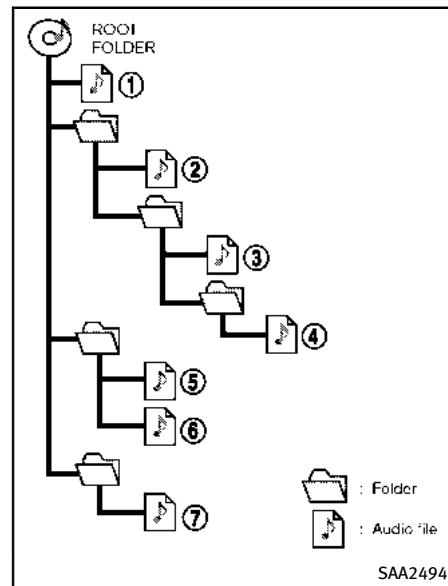 ROOT
FOLDER
1
2
3
4
5
6
7
: Folder
: Audio file
SAA2494